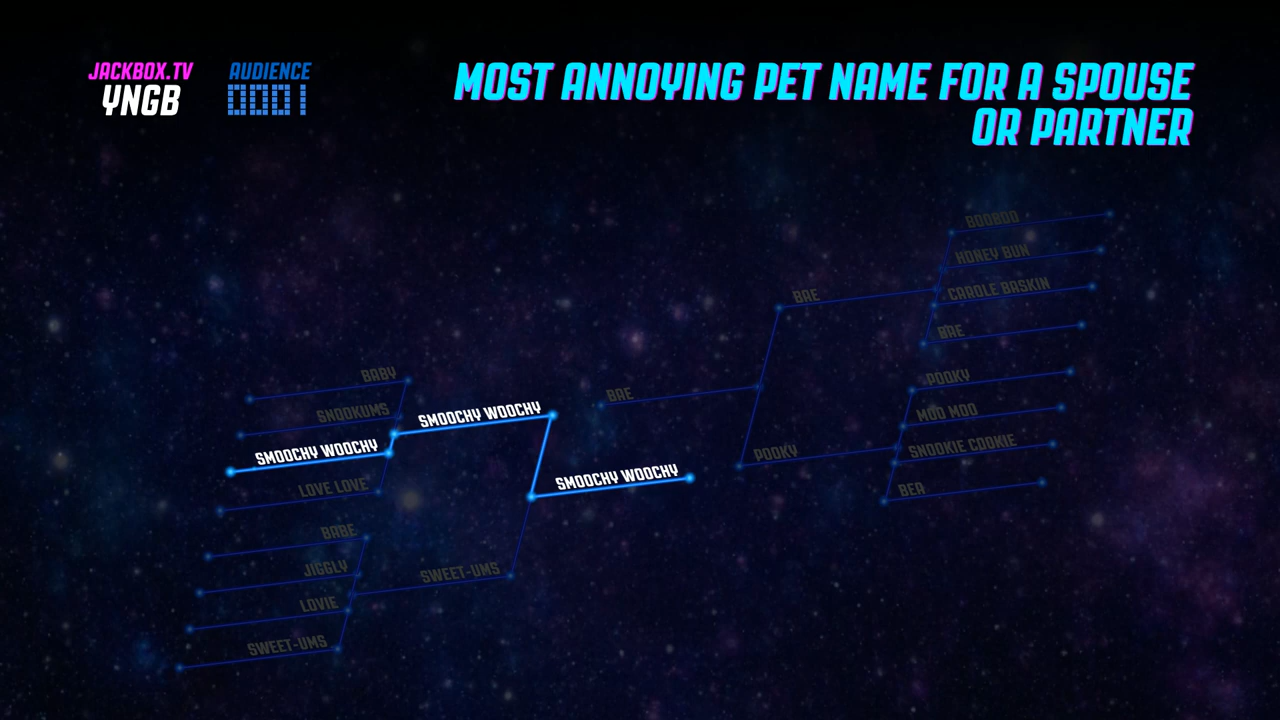 JACKBOX.TV
YNGB
AUDIENCE
0001
MOST ANNOYING PET NAME FOR A SPOUSE
OR PARTNER
BABY
SNOOKUMS
SMOOCHY WOOCHY
LOVE LOVE
BABE
JIGGLY
LOVIE
SWEET-UMS
SMOOCHY WOOCHY
SWEET-UMS
SMOOCHY WOOCHY
BAE
BAE
POOKY
BOOBOO
HONEY BUN
CAROLE BASKIN
BAE
POOKY
MOO MOO
SNOOKIE COOKIE
BEA